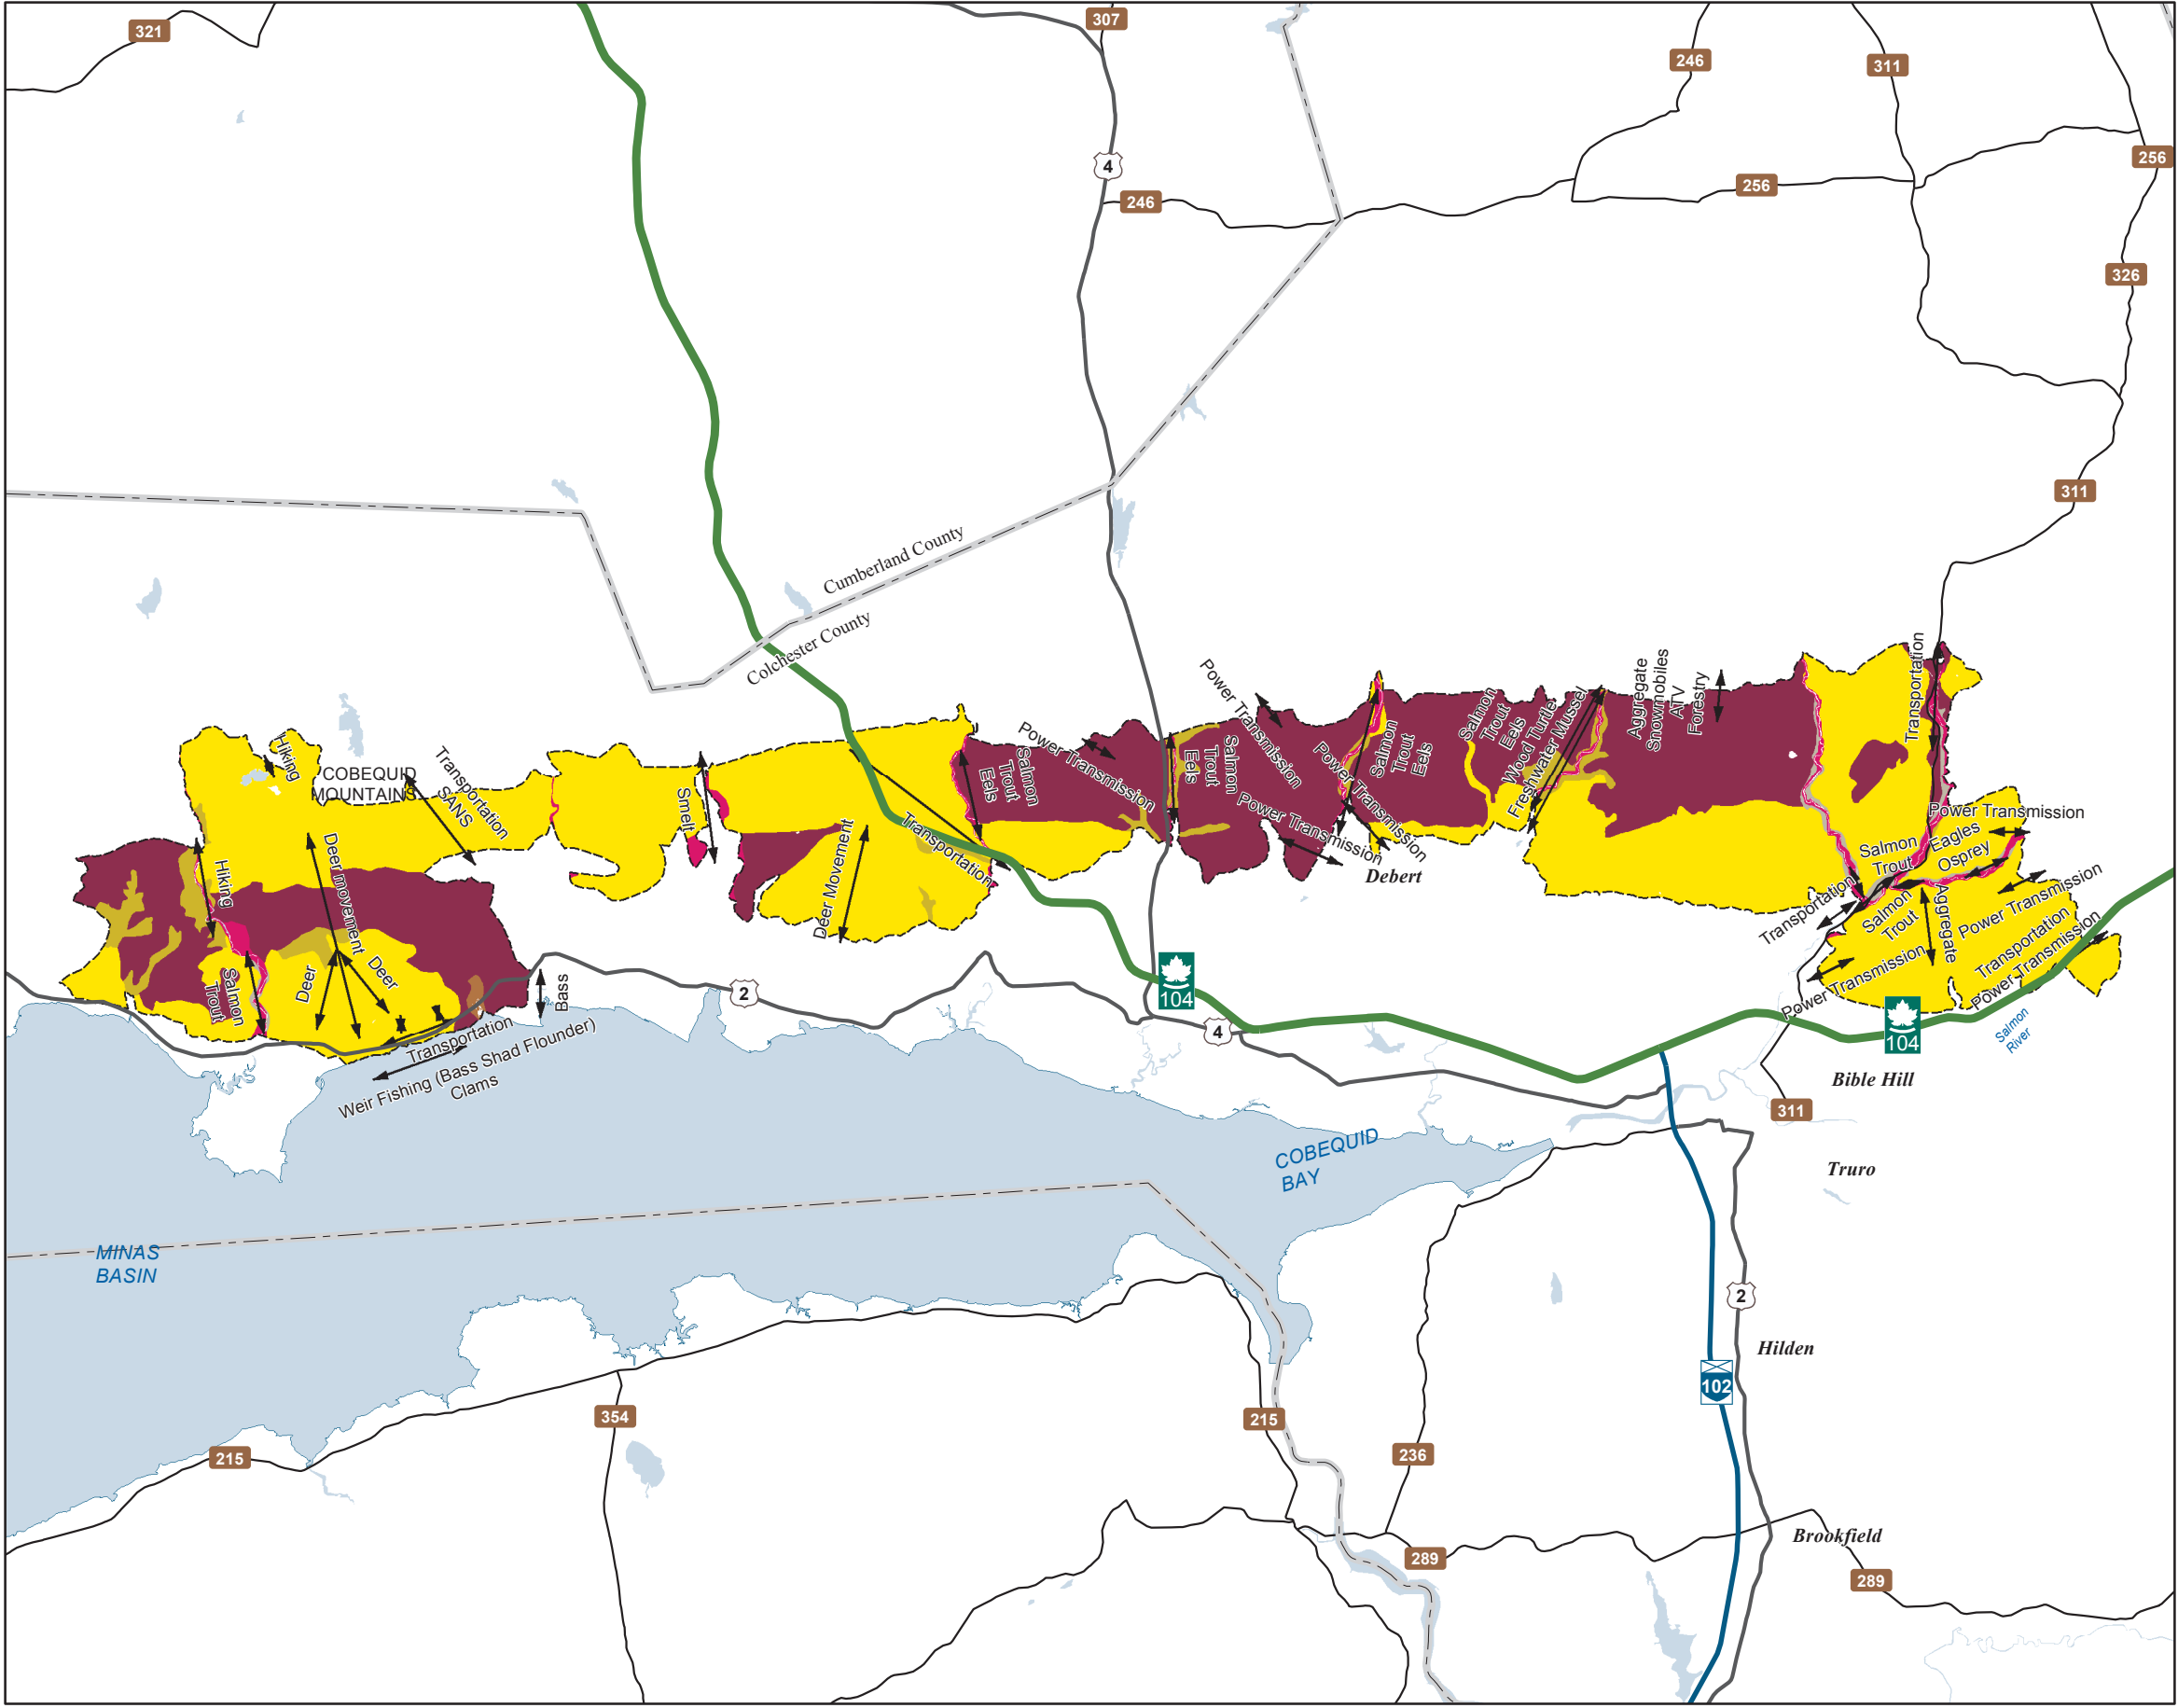 321
307
246
311
4
256
256
246
326
311
Cumberland County
Colchester County
Hiking
COBEQUID
MOUNTAINS
Transportation
SANS
Smelt
Hiking
Deer movement
Deer
Deer
Salmon
Trout
Bass
Transportation
Weir Fishing (Bass Shad Flounder)
Clams
Deer Movement
Transportation
Salmon
Trout
Eels
Power Transmission
Salmon
Trout
Eels
Power Transmission
Power Transmission
Power Transmission
Debert
Salmon
Trout
Eels
Salmon
Trout
Eels
Wood Turtle
Freshwater Mussel
Aggregate
Snowmobiles
ATV
Forestry
Transportation
Power Transmission
Salmon
Trout
Eagles
Osprey
Transportation
Salmon
Trout
Aggregate
Power Transmission
Transportation
Power Transmission
Power Transmission
Salmon
River
2
104
4
104
Bible Hill
311
COBEQUID
BAY
Truro
MINAS
BASIN
2
Hilden
102
354
215
215
236
289
Brookfield
289